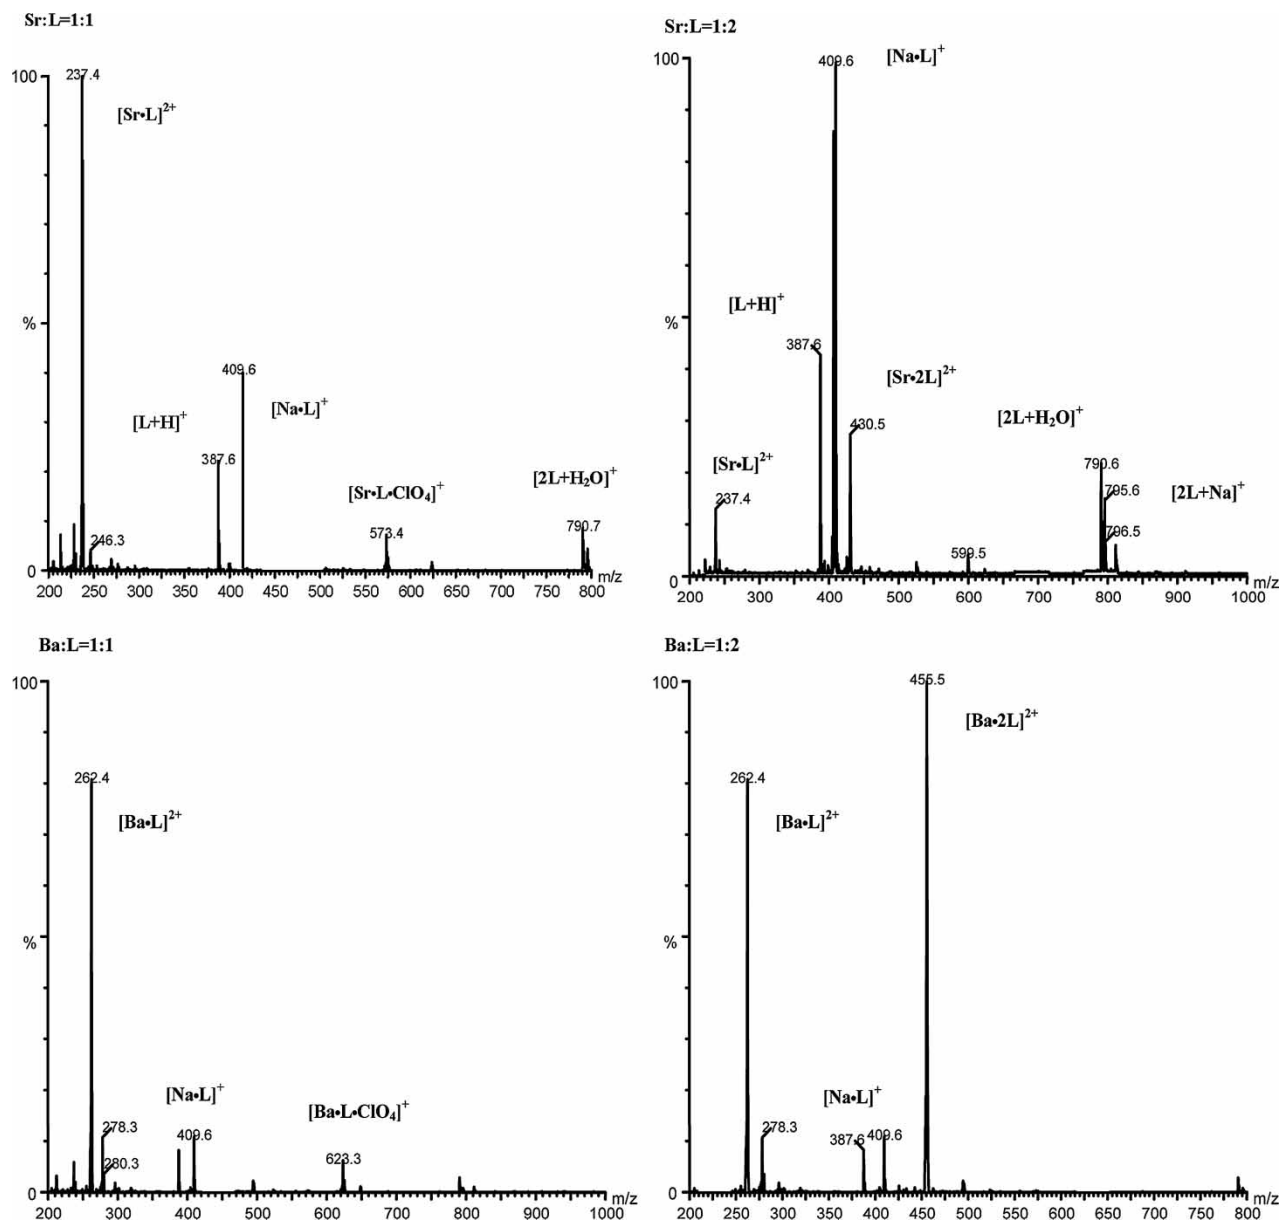 Sr:L=1:1
100
237.4
[Sr•L]²⁺
%
409.6
[Na•L]⁺
[L+H]⁺
387.6
[Sr•L•ClO₄]⁺
573.4
[2L+H₂O]⁺
790.7
246.3
0
200 250 300 350 400 450 500 550 600 650 700 750 800 m/z
Sr:L=1:2
100
409.6
[Na•L]⁺
[L+H]⁺
%
387.6
[Sr•2L]²⁺
430.5
[Sr•L]²⁺
237.4
[2L+H₂O]⁺
790.6
795.6
[2L+Na]⁺
796.5
599.5
0
200 300 400 500 600 700 800 900 1000 m/z
Ba:L=1:1
100
262.4
[Ba•L]²⁺
%
[Na•L]⁺
[Ba•L•ClO₄]⁺
278.3
409.6
280.3
623.3
0
200 300 400 500 600 700 800 900 1000 m/z
Ba:L=1:2
100
455.5
[Ba•2L]²⁺
262.4
[Ba•L]²⁺
%
[Na•L]⁺
278.3
387.6 409.6
0
200 250 300 350 400 450 500 550 600 650 700 750 800 m/z